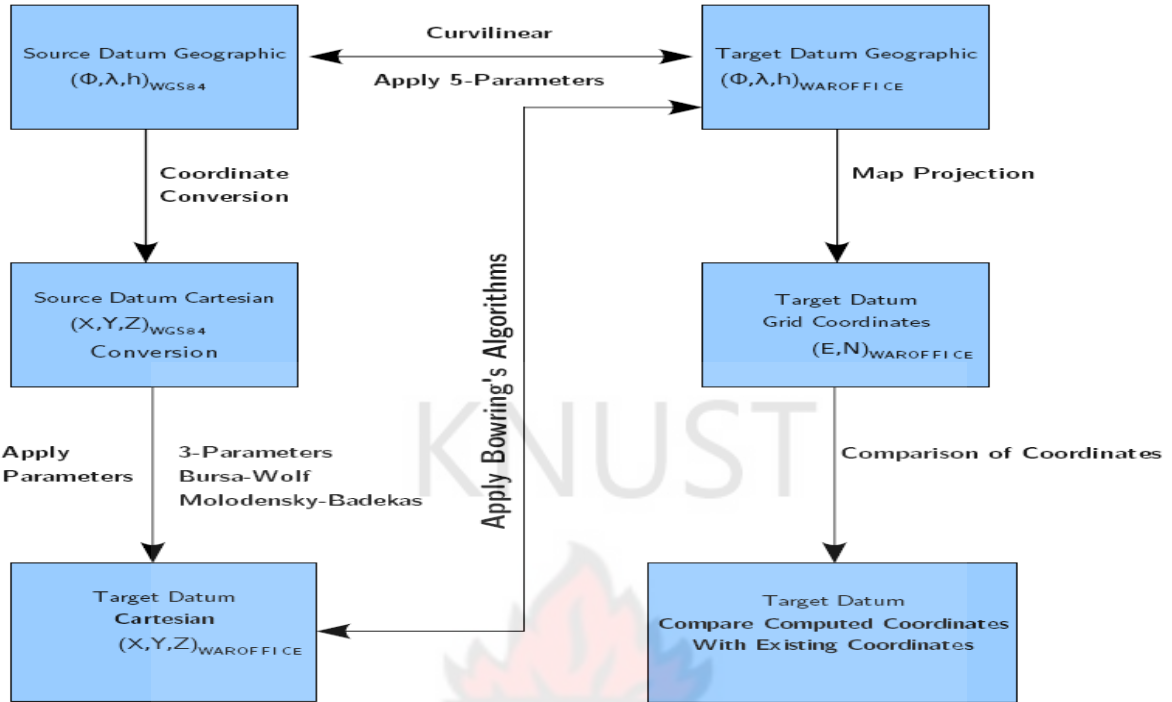 Source Datum Geographic
(Φ,λ,h)WGS84
Curvilinear
Apply 5-Parameters
Target Datum Geographic
(Φ,λ,h)WAROFFICE
Coordinate
Conversion
Map Projection
Source Datum Cartesian
(X,Y,Z)WGS84
Conversion
Apply Bowring's Algorithms
Target Datum
Grid Coordinates
(E,N)WAROFFICE
KNUST
Apply
Parameters
3-Parameters
Bursa-Wolf
Molodensky-Badekas
Comparison of Coordinates
Target Datum
Cartesian
(X,Y,Z)WAROFFICE
Target Datum
Compare Computed Coordinates
With Existing Coordinates